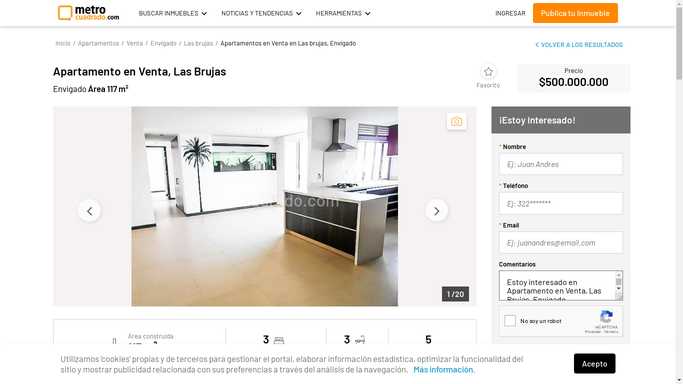 metro
cuadrado.com
BUSCAR INMUEBLES
NOTICIAS Y TENDENCIAS
HERRAMIENTAS
INGRESAR
Publica tu Inmueble
Inicio / Apartamentos / Venta / Envigado / Las brujas / Apartamentos en Venta en Las brujas, Envigado
VOLVER A LOS RESULTADOS
Apartamento en Venta, Las Brujas
Envigado Área 117 m²
Favorito
Precio
$500.000.000
1 / 20
¡Estoy Interesado!
* Nombre
Ej: Juan Andres
* Teléfono
Ej: 322*******
* Email
Ej: juanandres@email.com
Comentarios
Estoy interesado en
Apartamento en Venta, Las
Brujas, Envigado
No soy un robot
reCAPTCHA
Privacidad - Términos
Área construida
3
3
5
Utilizamos 'cookies' propias y de terceros para gestionar el portal, elaborar información estadística, optimizar la funcionalidad del
sitio y mostrar publicidad relacionada con sus preferencias a través del análisis de la navegación. Más información.
Acepto